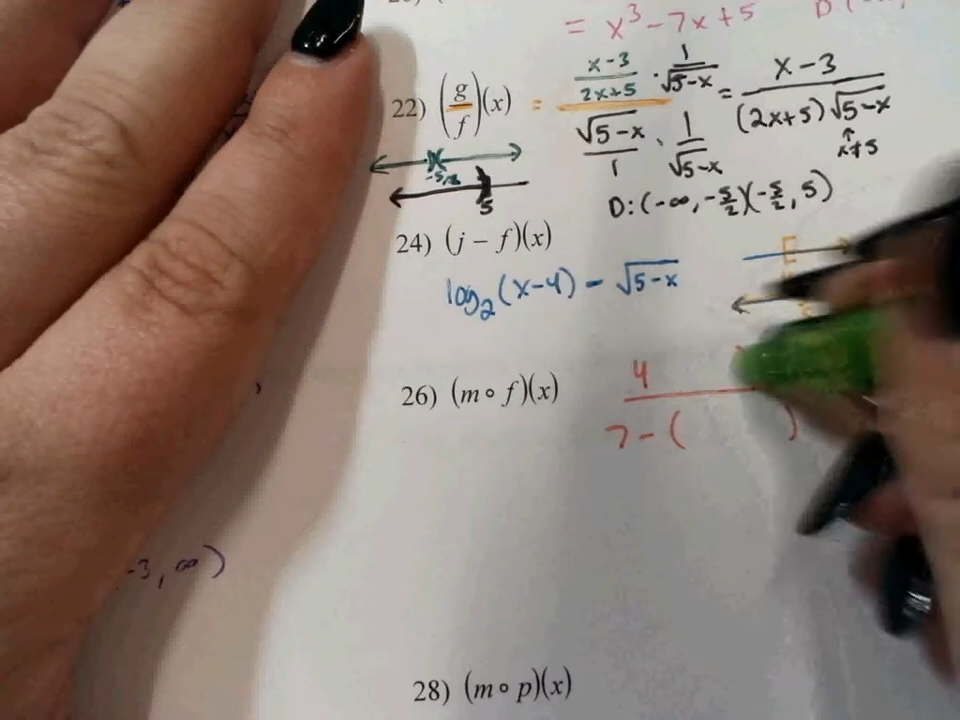 = x³ - 7x + 5 D (
22) (g/f)(x) = (x-3)/(2x+5) · 1/√(5-x) / √(5-x)/1 · 1/√(5-x) = (x-3)/((2x+5)√(5-x))
x≠5
-5/2
5
D: (-∞, -5/2)(-5/2, 5)
24) (j - f)(x)
log₂(x-4) - √(5-x)
26) (m ∘ f)(x) 4/(7-( ))
-3, ∞)
28) (m ∘ p)(x)